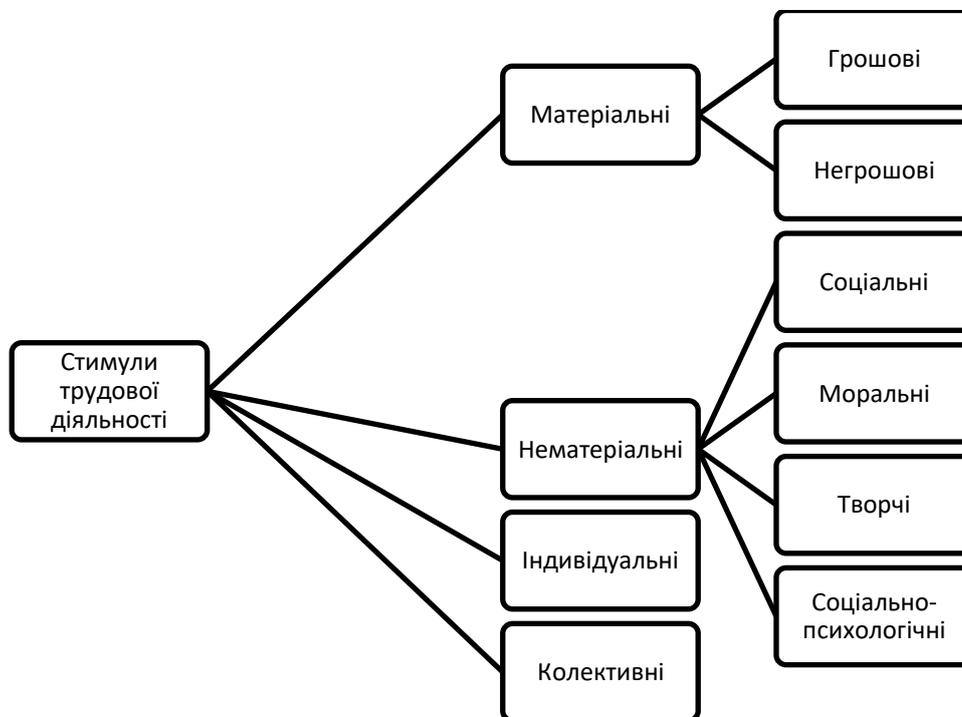 Грошові
Матеріальні
Негрошові
Соціальні
Стимули
трудової
діяльності
Моральні
Нематеріальні
Творчі
Індивідуальні
Соціально-
психологічні
Колективні